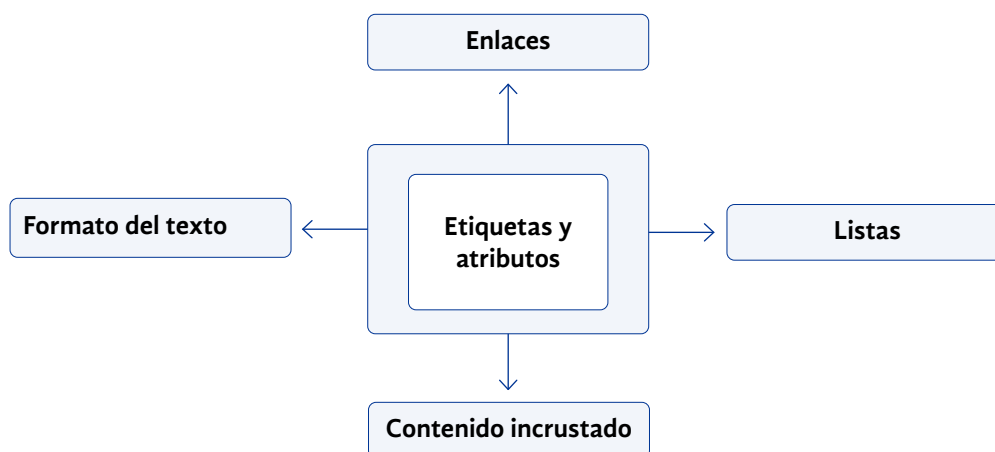 Enlaces
Formato del texto
Etiquetas y
atributos
Listas
Contenido incrustado